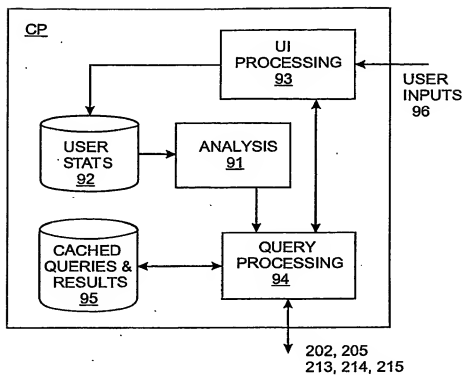 CP
UI
PROCESSING
93
USER
INPUTS
96
USER
STATS
92
ANALYSIS
91
CACHED
QUERIES &
RESULTS
95
QUERY
PROCESSING
94
202, 205
213, 214, 215